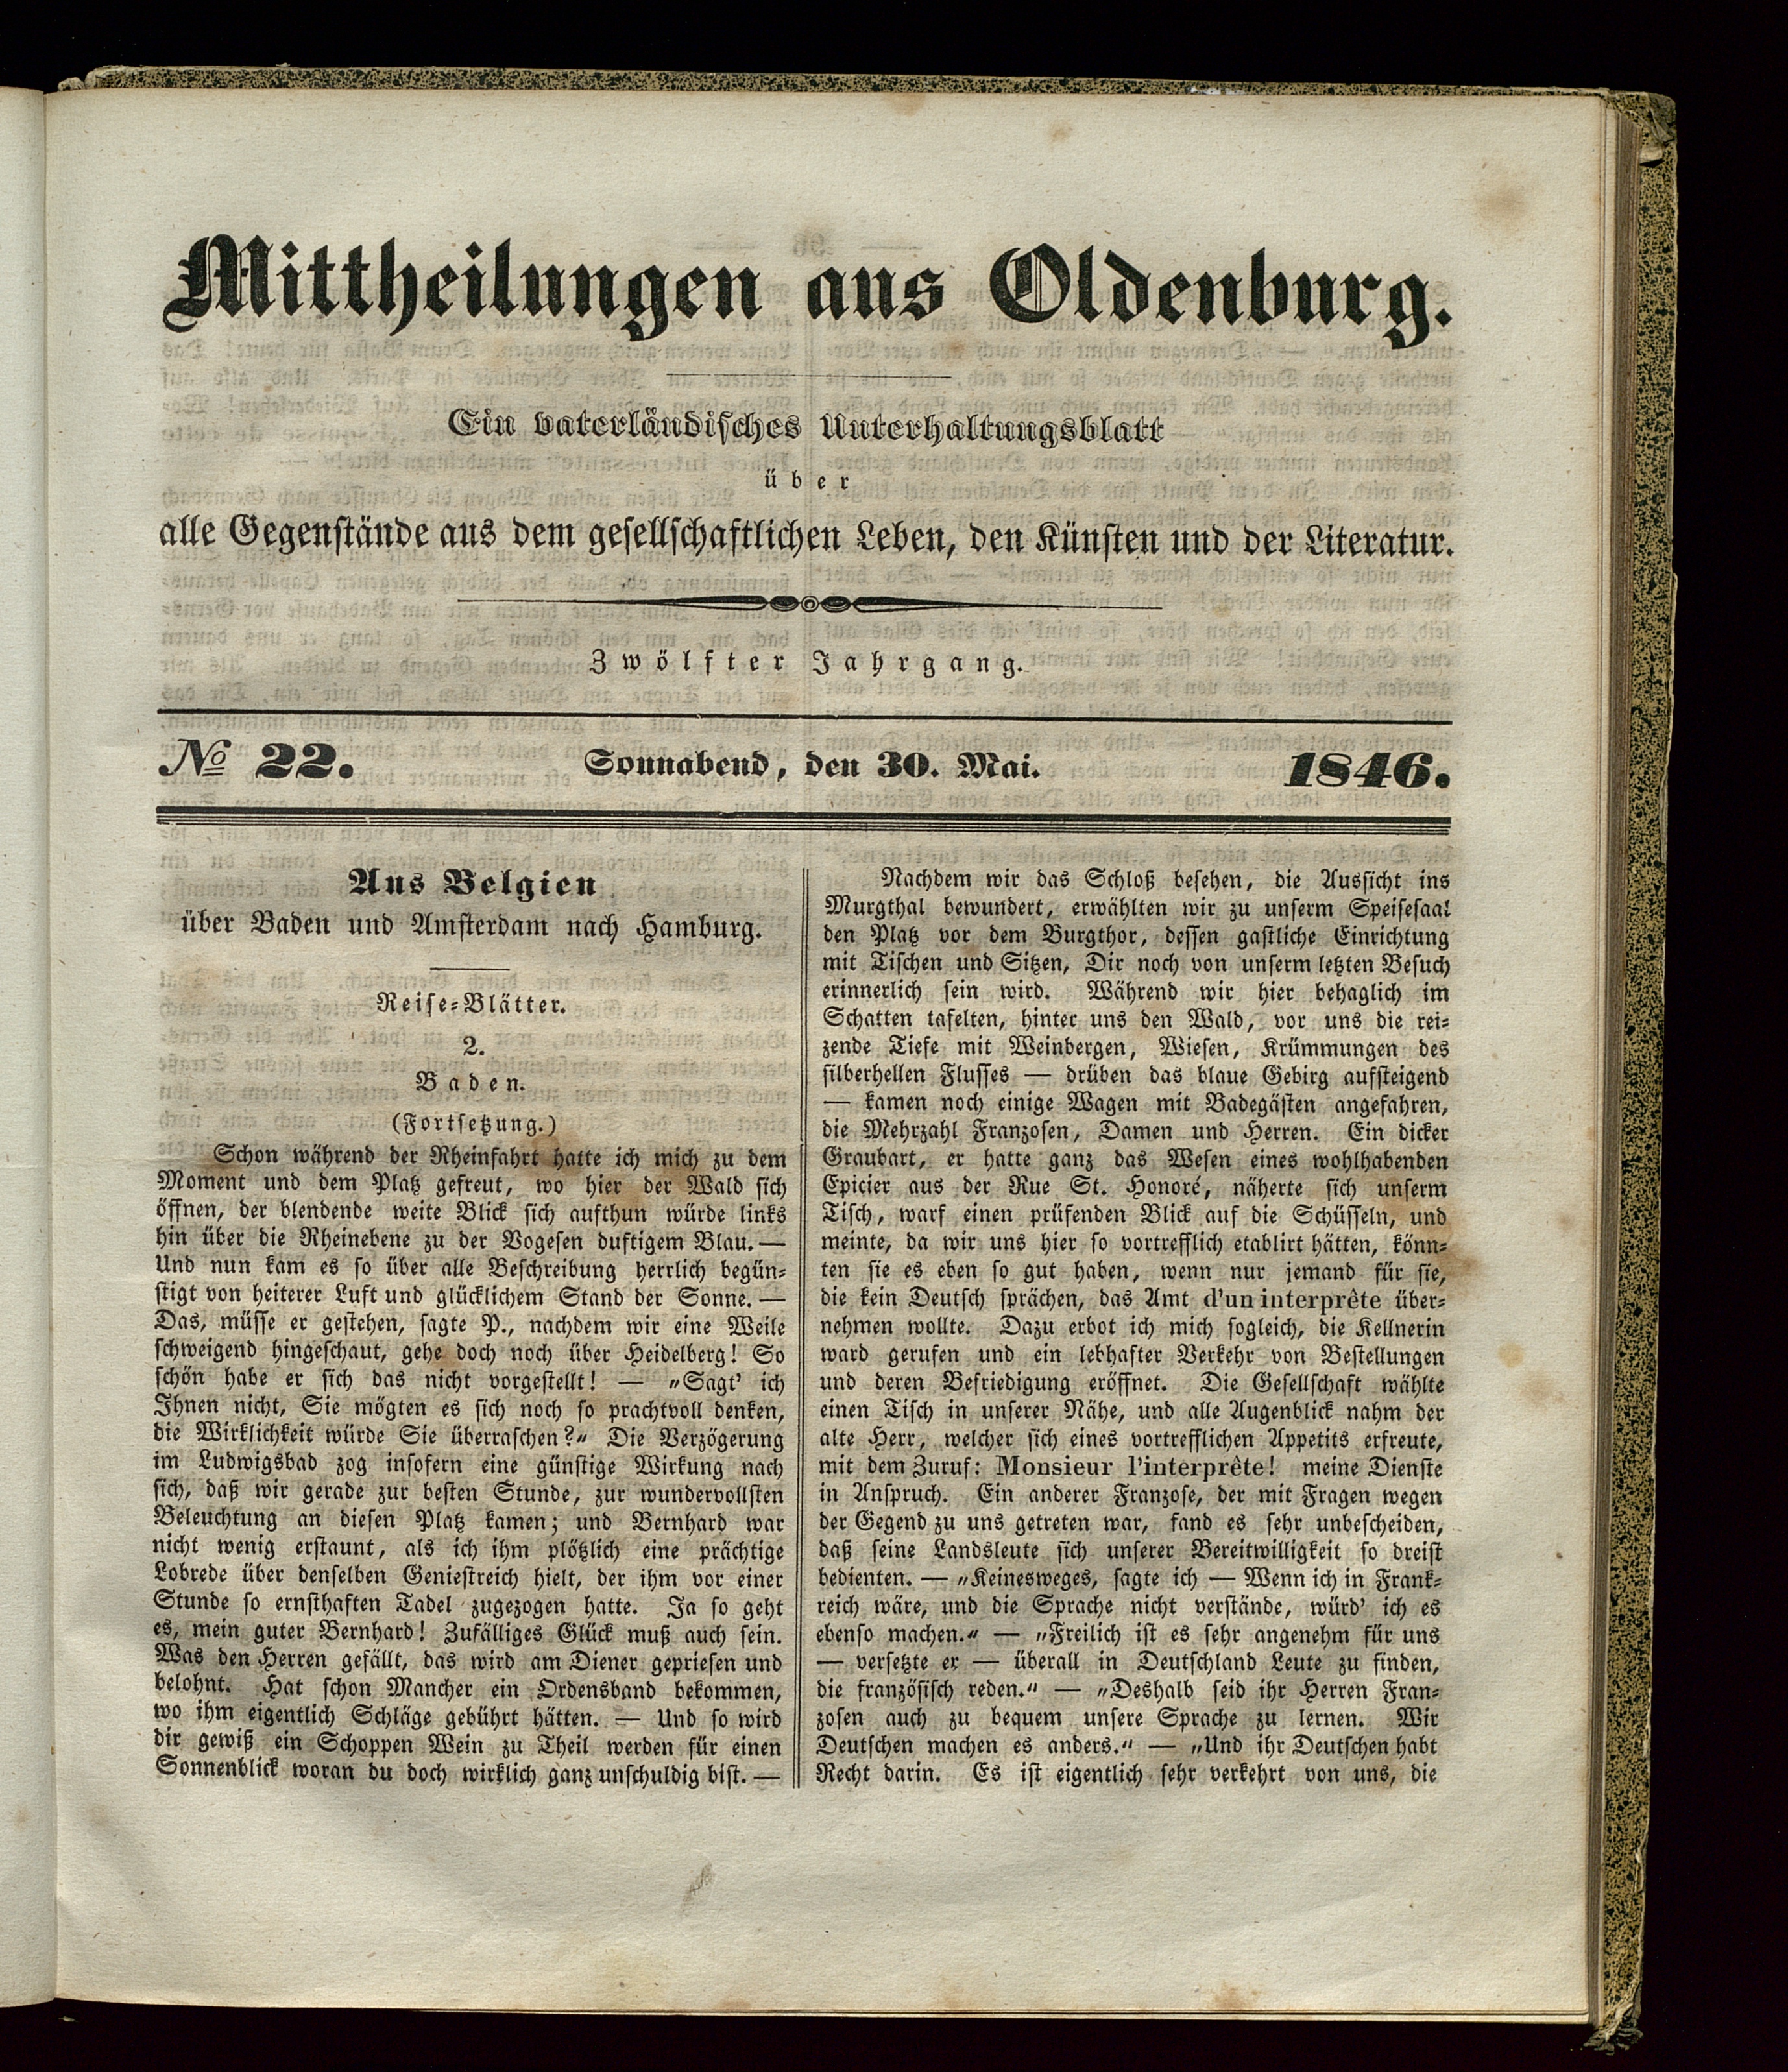 Mittheilungen aus Oldenburg.
Ein vaterländisches Unterhaltungsblatt
über
alle Gegenstände aus dem gesellschaftlichen Leben, den Künsten und der Literatur.
Zwölfter Jahrgang.
No 22. Sonnabend, den 30. Mai. 1846.
Aus Belgien
über Baden und Amsterdam nach Hamburg.
Reise-Blätter.
2.
Baden.
(Fortsetzung.)
Schon während der Rheinfahrt hatte ich mich zu dem
Moment und dem Platz gefreut, wo hier der Wald sich
öffnen, der blendende weite Blick sich aufthun würde links
hin über die Rheinebene zu der Vogesen duftigem Blau. —
Und nun kam es so über alle Beschreibung herrlich begün-
stigt von heiterer Luft und glücklichem Stand der Sonne. —
Das, müsse er gestehen, sagte P., nachdem wir eine Weile
schweigend hingeschaut, gehe doch noch über Heidelberg! So
schön habe er sich das nicht vorgestellt! — „Sagt' ich
Ihnen nicht, Sie mögten es sich noch so prachtvoll denken,
die Wirklichkeit würde Sie überraschen?" Die Verzögerung
im Ludwigsbad zog insofern eine günstige Wirkung nach
sich, daß wir gerade zur besten Stunde, zur wundervollsten
Beleuchtung an diesen Platz kamen; und Bernhard war
nicht wenig erstaunt, als ich ihm plötzlich eine prächtige
Lobrede über denselben Geniestreich hielt, der ihm vor einer
Stunde so ernsthaften Tadel zugezogen hatte. Ja so geht
es, mein guter Bernhard! Zufälliges Glück muß auch sein.
Was den Herren gefällt, das wird am Diener gepriesen und
belohnt. Hat schon Mancher ein Ordensband bekommen,
wo ihm eigentlich Schläge gebührt hätten. — Und so wird
dir gewiß ein Schoppen Wein zu Theil werden für einen
Sonnenblick woran du doch wirklich ganz unschuldig bist. —
Nachdem wir das Schloß besehen, die Aussicht ins
Murgthal bewundert, erwählten wir zu unserm Speisesaal
den Platz vor dem Burgthor, dessen gastliche Einrichtung
mit Tischen und Sitzen, Dir noch von unserm letzten Besuch
erinnerlich sein wird. Während wir hier behaglich im
Schatten tafelten, hinter uns den Wald, vor uns die rei-
zende Tiefe mit Weinbergen, Wiesen, Krümmungen des
silberhellen Flusses — drüben das blaue Gebirg aufsteigend
— kamen noch einige Wagen mit Badegästen angefahren,
die Mehrzahl Franzosen, Damen und Herren. Ein dicker
Graubart, er hatte ganz das Wesen eines wohlhabenden
Epicier aus der Rue St. Honoré, näherte sich unserm
Tisch, warf einen prüfenden Blick auf die Schüsseln, und
meinte, da wir uns hier so vortrefflich etablirt hätten, könn-
ten sie es eben so gut haben, wenn nur jemand für sie,
die kein Deutsch sprächen, das Amt d'un interprête über-
nehmen wollte. Dazu erbot ich mich sogleich, die Kellnerin
ward gerufen und ein lebhafter Verkehr von Bestellungen
und deren Befriedigung eröffnet. Die Gesellschaft wählte
einen Tisch in unserer Nähe, und alle Augenblick nahm der
alte Herr, welcher sich eines vortrefflichen Appetits erfreute,
mit dem Zuruf: Monsieur l'interprête! meine Dienste
in Anspruch. Ein anderer Franzose, der mit Fragen wegen
der Gegend zu uns getreten war, fand es sehr unbescheiden,
daß seine Landsleute sich unserer Bereitwilligkeit so dreist
bedienten. — „Keinesweges, sagte ich — Wenn ich in Frank-
reich wäre, und die Sprache nicht verstände, würd' ich es
ebenso machen." — „Freilich ist es sehr angenehm für uns
— versetzte er — überall in Deutschland Leute zu finden,
die französisch reden." — „Deshalb seid ihr Herren Fran-
zosen auch zu bequem unsere Sprache zu lernen. Wir
Deutschen machen es anders." — „Und ihr Deutschen habt
Recht darin. Es ist eigentlich sehr verkehrt von uns, die